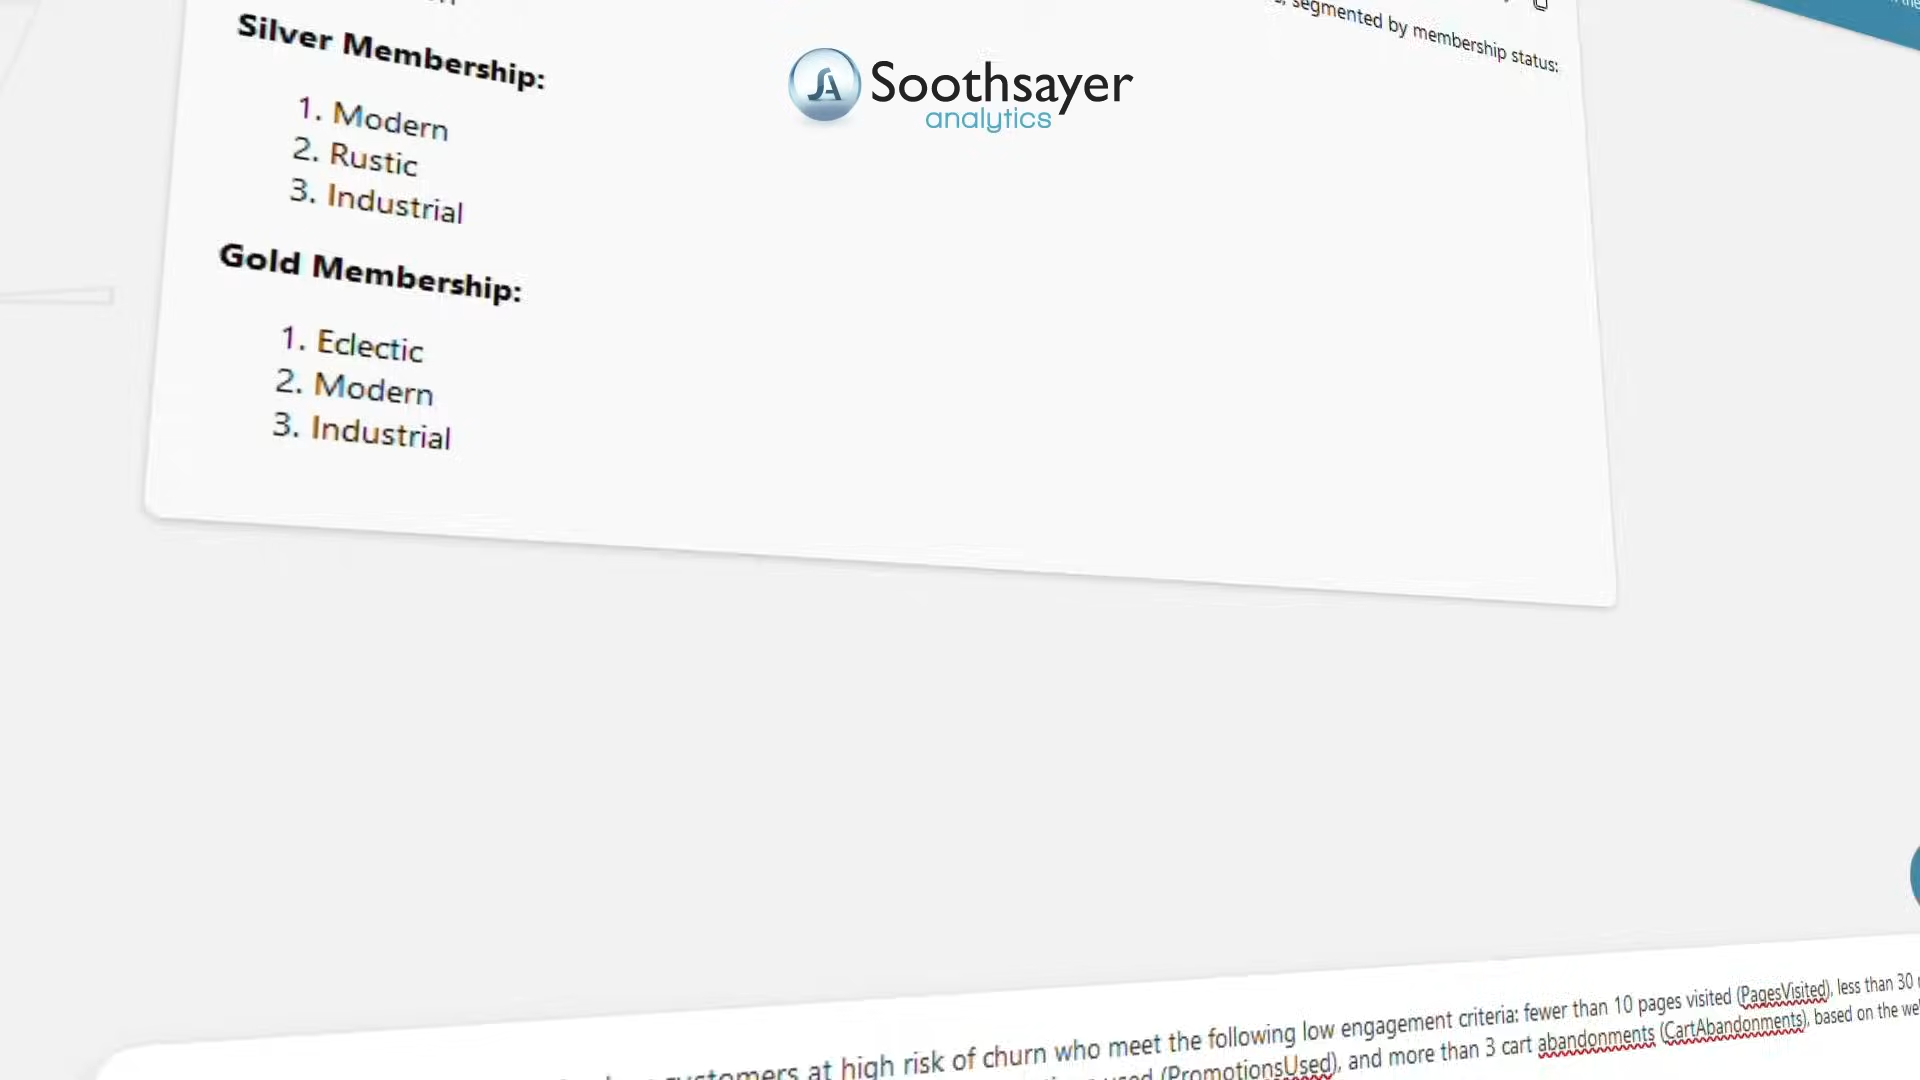 segmented by membership status:
Silver Membership:
1. Modern
2. Rustic
3. Industrial
Soothsayer
analytics
Gold Membership:
1. Eclectic
2. Modern
3. Industrial
customers at high risk of churn who meet the following low engagement criteria: fewer than 10 pages visited (PagesVisited), less than 30
used (PromotionsUsed), and more than 3 cart abandonments (CartAbandonments), based on the